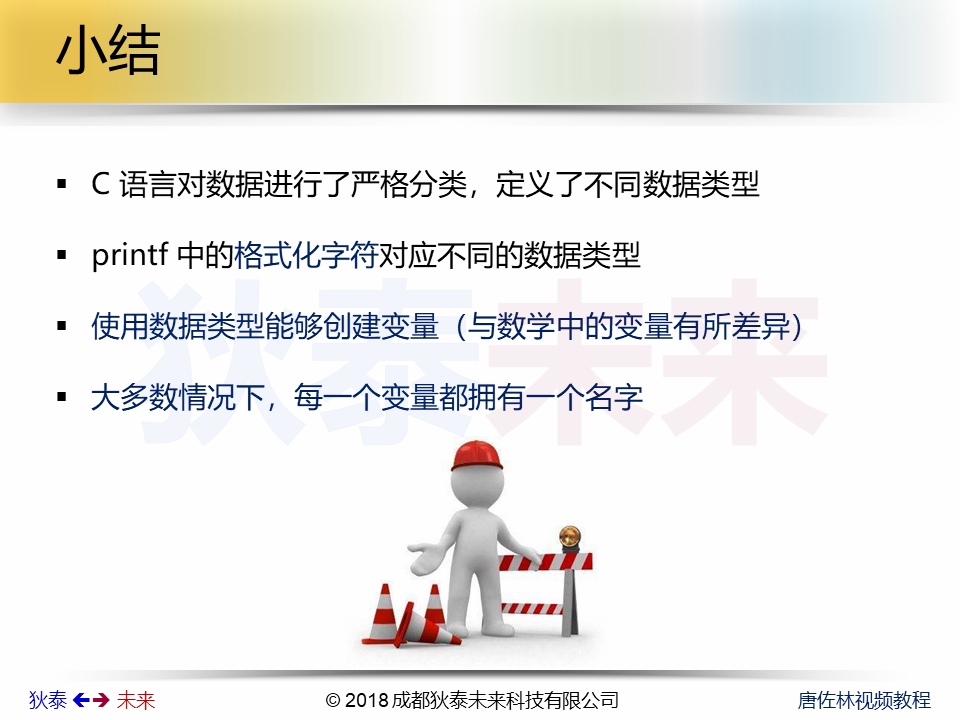 小结
▪ C 语言对数据进行了严格分类，定义了不同数据类型
▪ printf 中的格式化字符对应不同的数据类型
▪ 使用数据类型能够创建变量（与数学中的变量有所差异）
▪ 大多数情况下，每一个变量都拥有一个名字
狄泰未来
狄泰 🡸🡺 未来
© 2018 成都狄泰未来科技有限公司
唐佐林视频教程